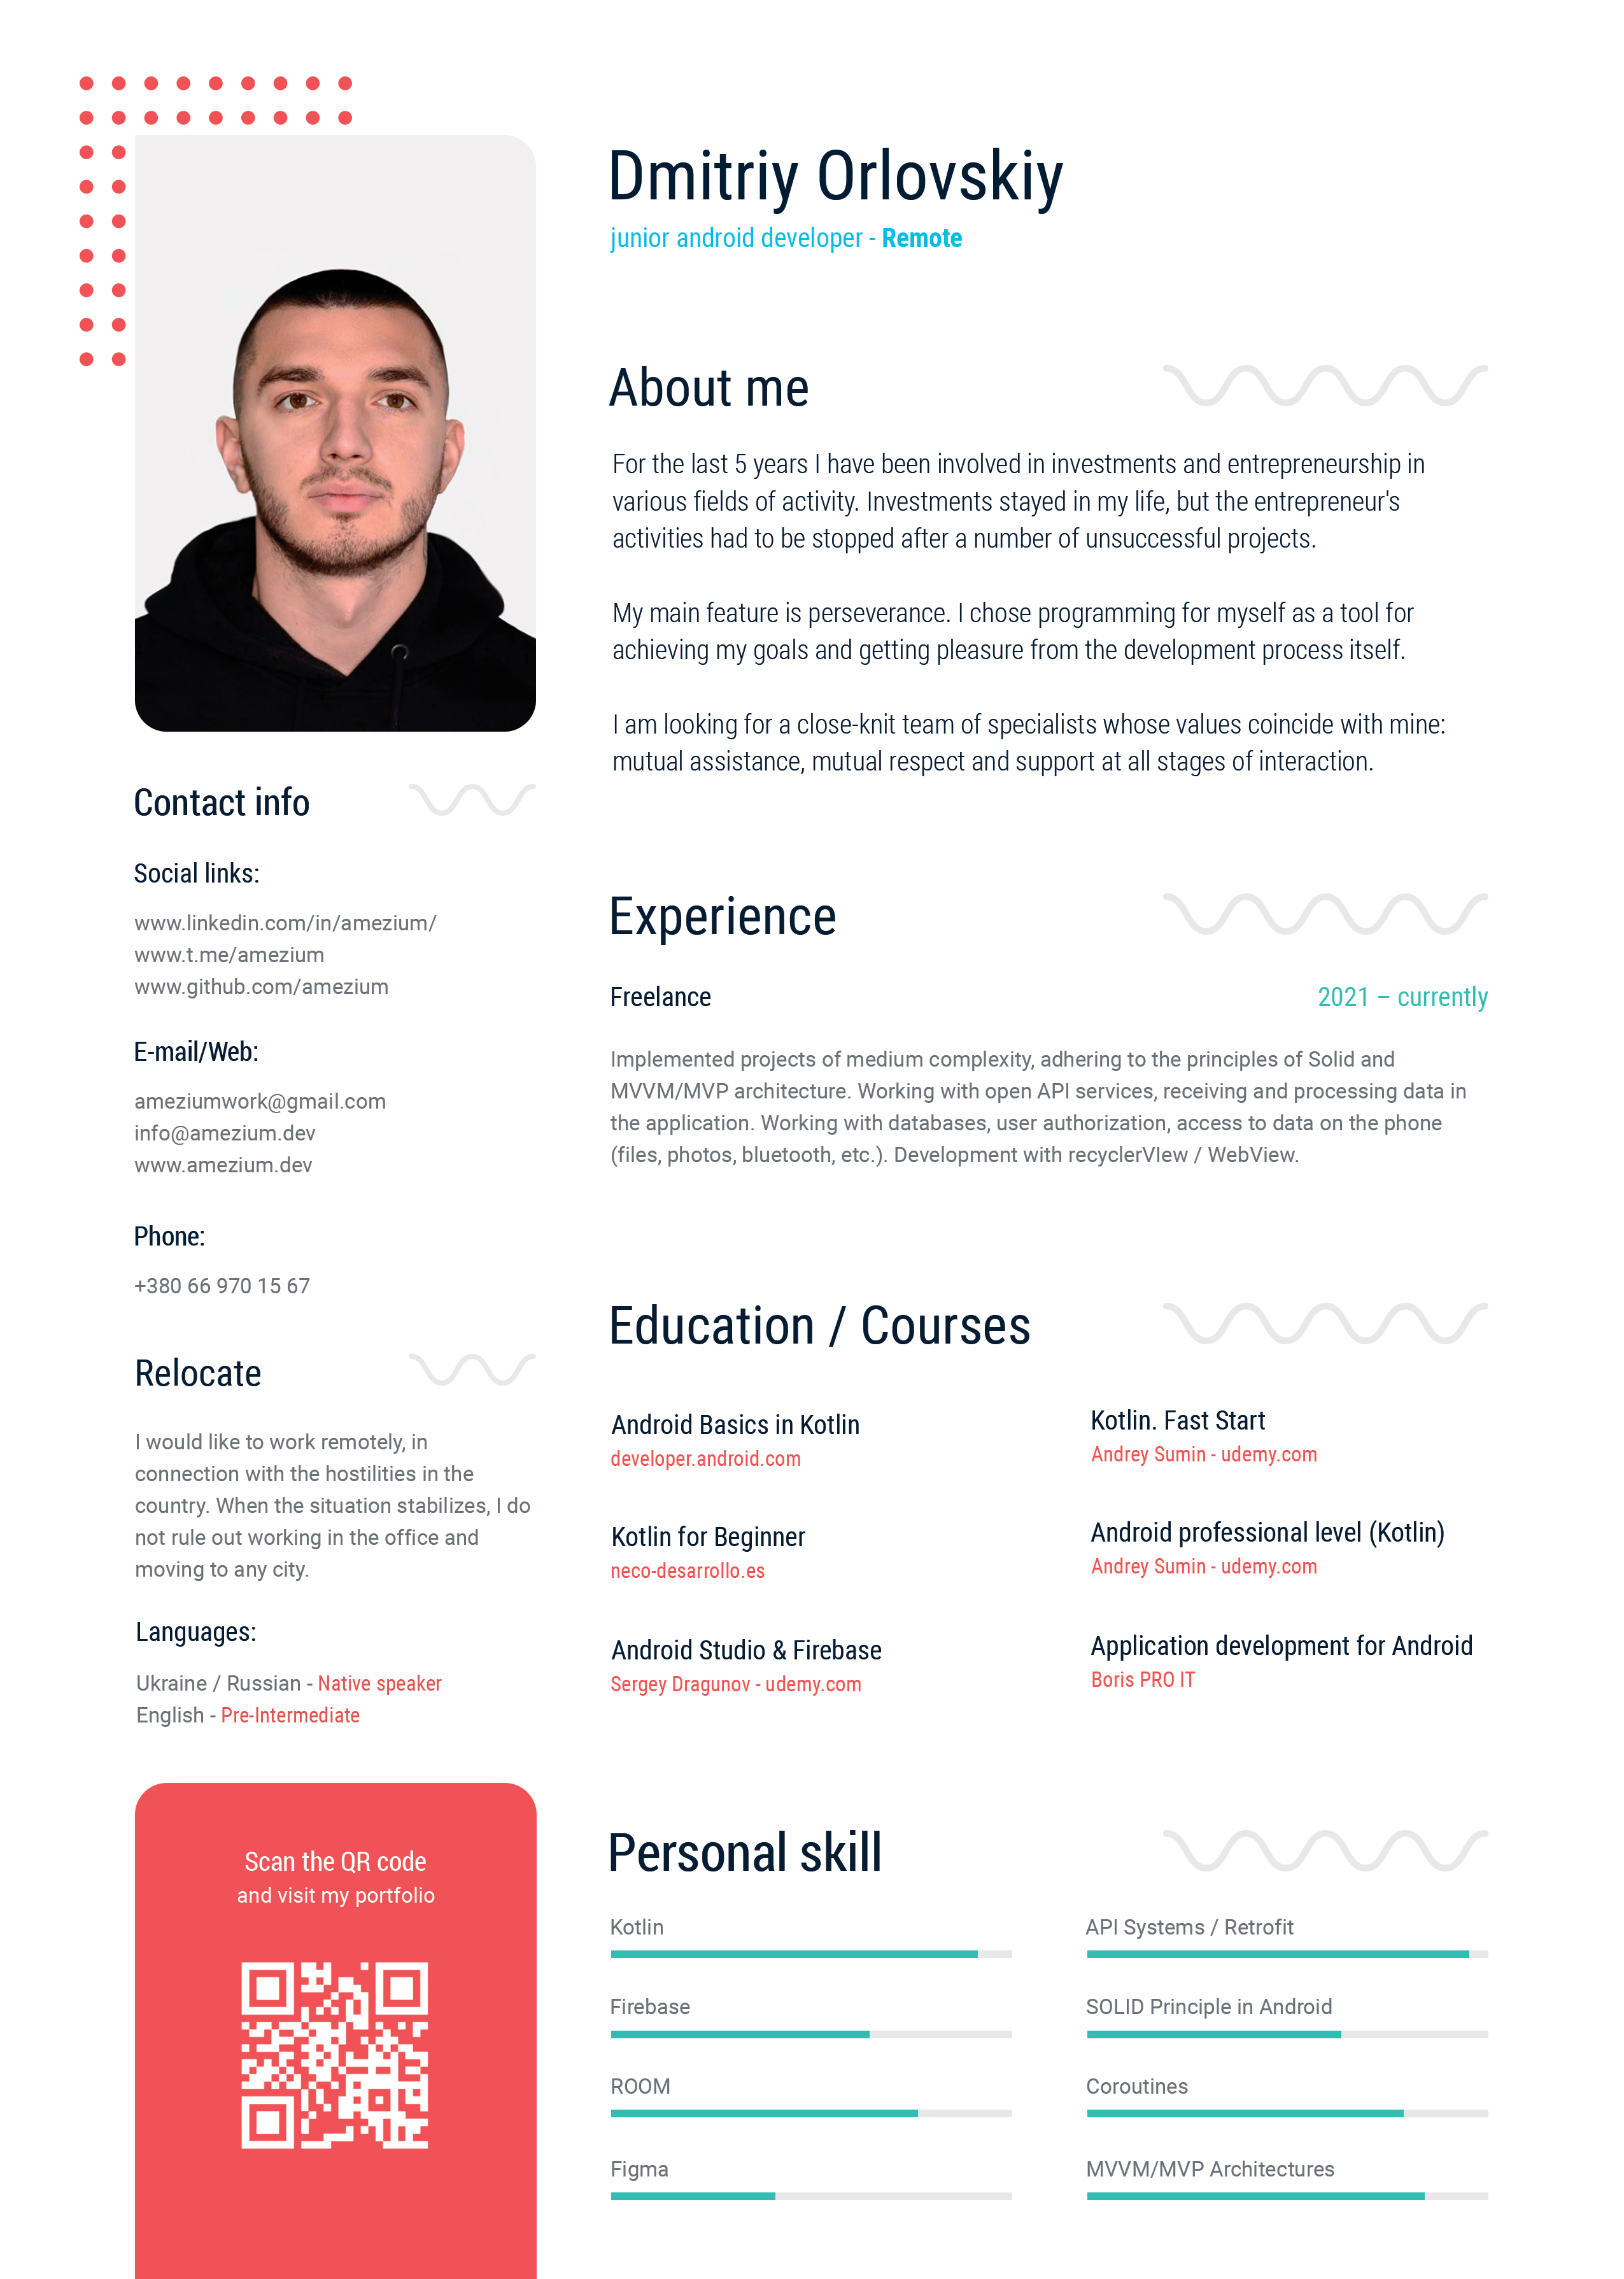 Dmitriy Orlovskiy
junior android developer - Remote
About me
For the last 5 years I have been involved in investments and entrepreneurship in
various fields of activity. Investments stayed in my life, but the entrepreneur's
activities had to be stopped after a number of unsuccessful projects.
My main feature is perseverance. I chose programming for myself as a tool for
achieving my goals and getting pleasure from the development process itself.
I am looking for a close-knit team of specialists whose values coincide with mine:
mutual assistance, mutual respect and support at all stages of interaction.
Contact info
Social links:
www.linkedin.com/in/amezium/
www.t.me/amezium
www.github.com/amezium
E-mail/Web:
ameziumwork@gmail.com
info@amezium.dev
www.amezium.dev
Phone:
+380 66 970 15 67
Relocate
I would like to work remotely, in
connection with the hostilities in the
country. When the situation stabilizes, I do
not rule out working in the office and
moving to any city.
Languages:
Ukraine / Russian - Native speaker
English - Pre-Intermediate
Scan the QR code
and visit my portfolio
Experience
Freelance
2021 – currently
Implemented projects of medium complexity, adhering to the principles of Solid and
MVVM/MVP architecture. Working with open API services, receiving and processing data in
the application. Working with databases, user authorization, access to data on the phone
(files, photos, bluetooth, etc.). Development with recyclerVIew / WebView.
Education / Courses
Android Basics in Kotlin
developer.android.com
Kotlin for Beginner
neco-desarrollo.es
Android Studio & Firebase
Sergey Dragunov - udemy.com
Kotlin. Fast Start
Andrey Sumin - udemy.com
Android professional level (Kotlin)
Andrey Sumin - udemy.com
Application development for Android
Boris PRO IT
Personal skill
Kotlin
Firebase
ROOM
Figma
API Systems / Retrofit
SOLID Principle in Android
Coroutines
MVVM/MVP Architectures